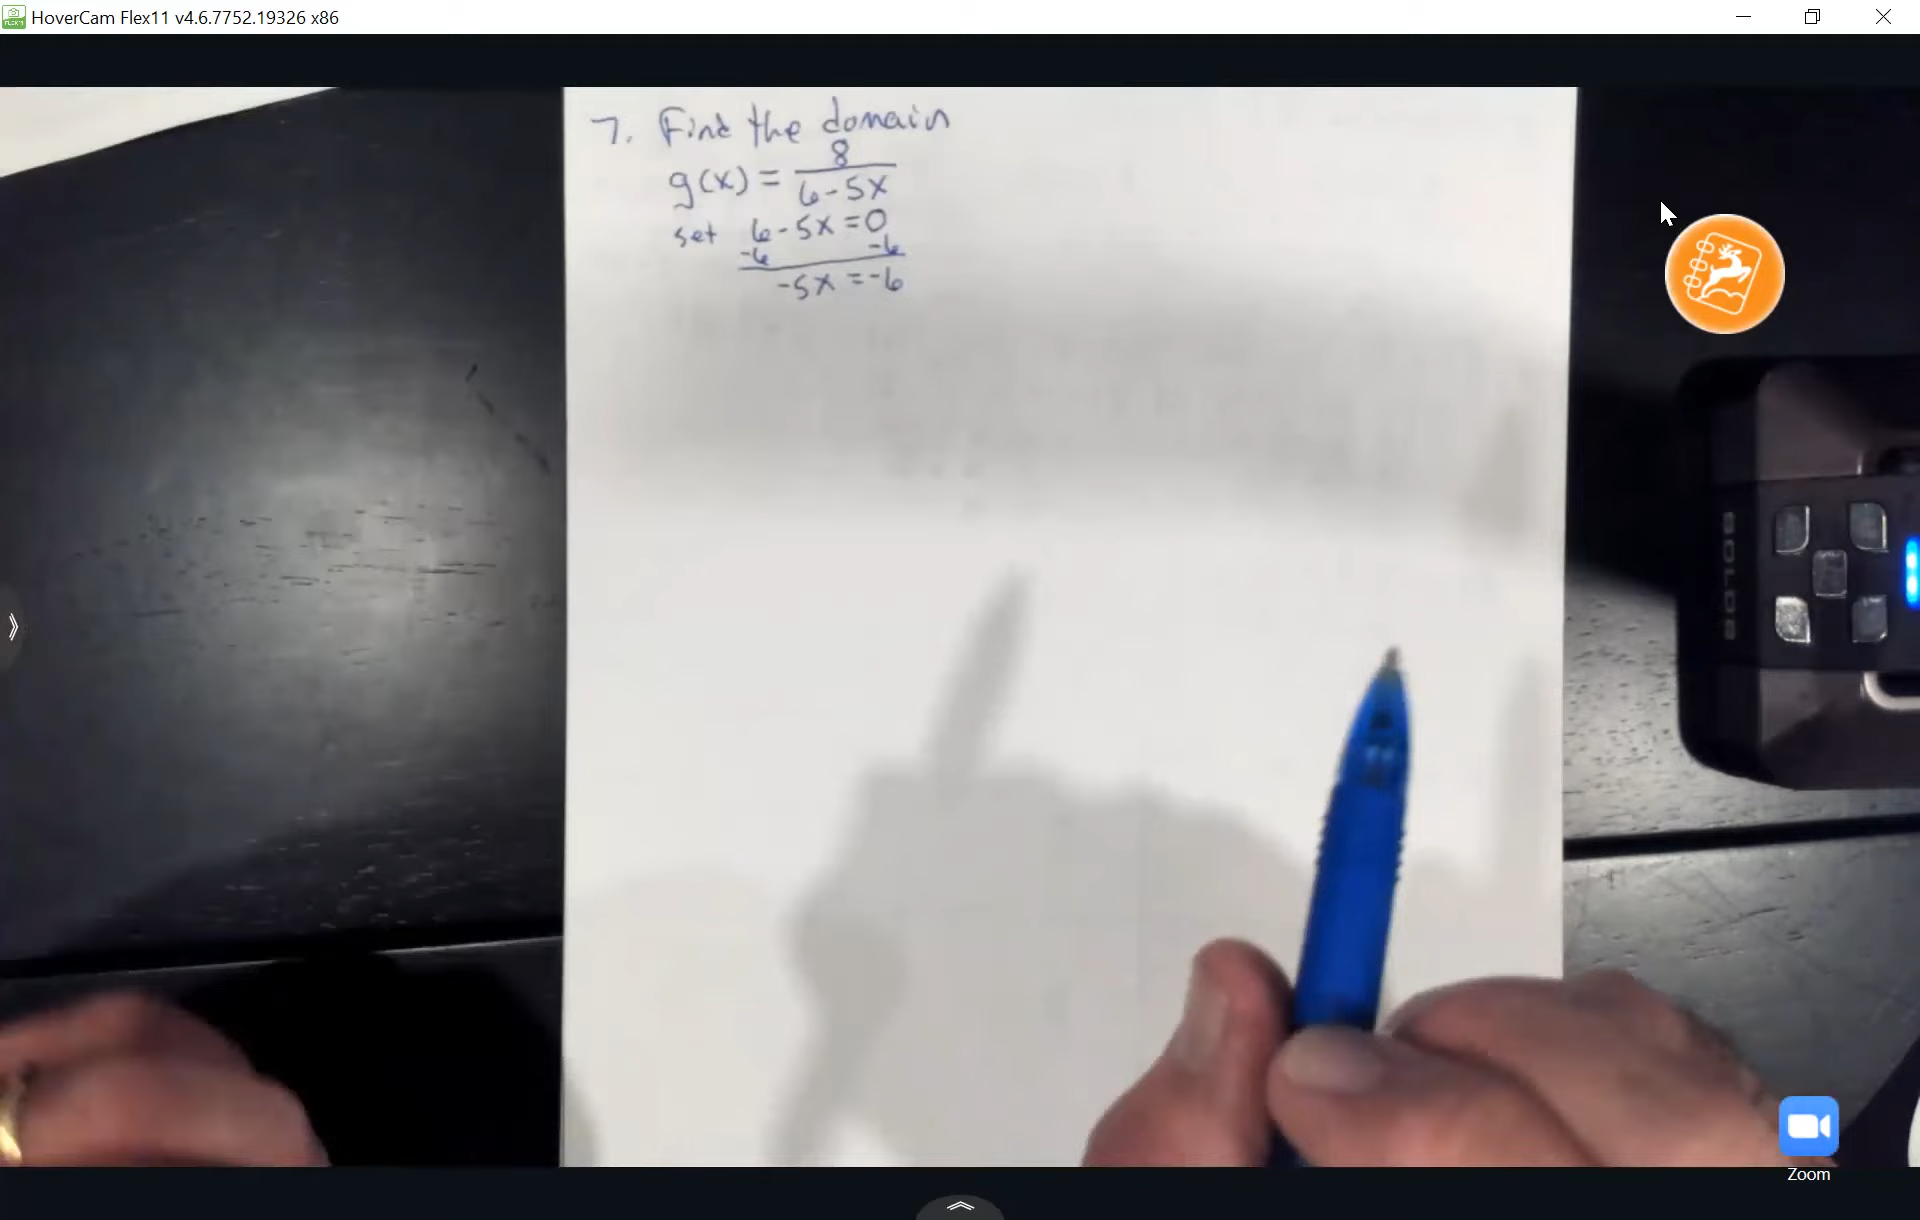 HoverCam Flex11 v4.6.7752.19326 x86
7. Find the domain
g(x) = 8/(6-5x)
set 6-5x=0
-6 -6
-5x = -6
Zoom